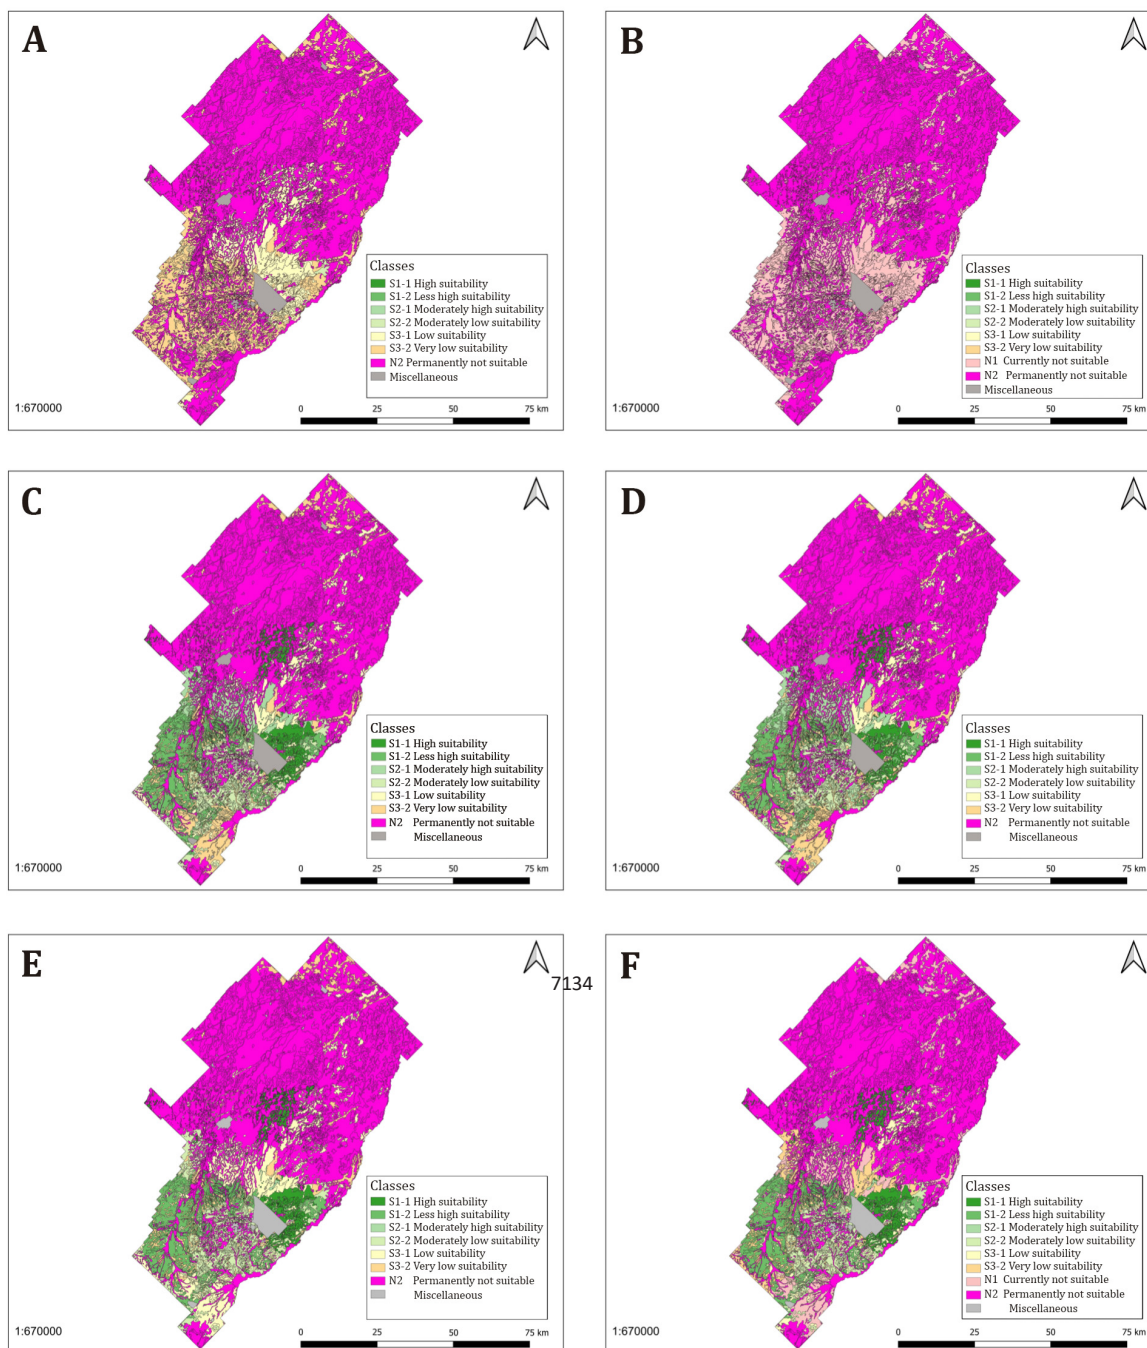 A
Classes
S1-1 High suitability
S1-2 Less high suitability
S2-1 Moderately high suitability
S2-2 Moderately low suitability
S3-1 Low suitability
S3-2 Very low suitability
N2 Permanently not suitable
Miscellaneous
1:670000
0 25 50 75 km
B
Classes
S1-1 High suitability
S1-2 Less high suitability
S2-1 Moderately high suitability
S2-2 Moderately low suitability
S3-1 Low suitability
S3-2 Very low suitability
N1 Currently not suitable
N2 Permanently not suitable
Miscellaneous
1:670000
0 25 50 75 km
C
Classes
S1-1 High suitability
S1-2 Less high suitability
S2-1 Moderately high suitability
S2-2 Moderately low suitability
S3-1 Low suitability
S3-2 Very low suitability
N2 Permanently not suitable
Miscellaneous
1:670000
0 25 50 75 km
D
Classes
S1-1 High suitability
S1-2 Less high suitability
S2-1 Moderately high suitability
S2-2 Moderately low suitability
S3-1 Low suitability
S3-2 Very low suitability
N2 Permanently not suitable
Miscellaneous
1:670000
0 25 50 75 km
E
7134
Classes
S1-1 High suitability
S1-2 Less high suitability
S2-1 Moderately high suitability
S2-2 Moderately low suitability
S3-1 Low suitability
S3-2 Very low suitability
N2 Permanently not suitable
Miscellaneous
1:670000
0 25 50 75 km
F
Classes
S1-1 High suitability
S1-2 Less high suitability
S2-1 Moderately high suitability
S2-2 Moderately low suitability
S3-1 Low suitability
S3-2 Very low suitability
N1 Currently not suitable
N2 Permanently not suitable
Miscellaneous
1:670000
0 25 50 75 km